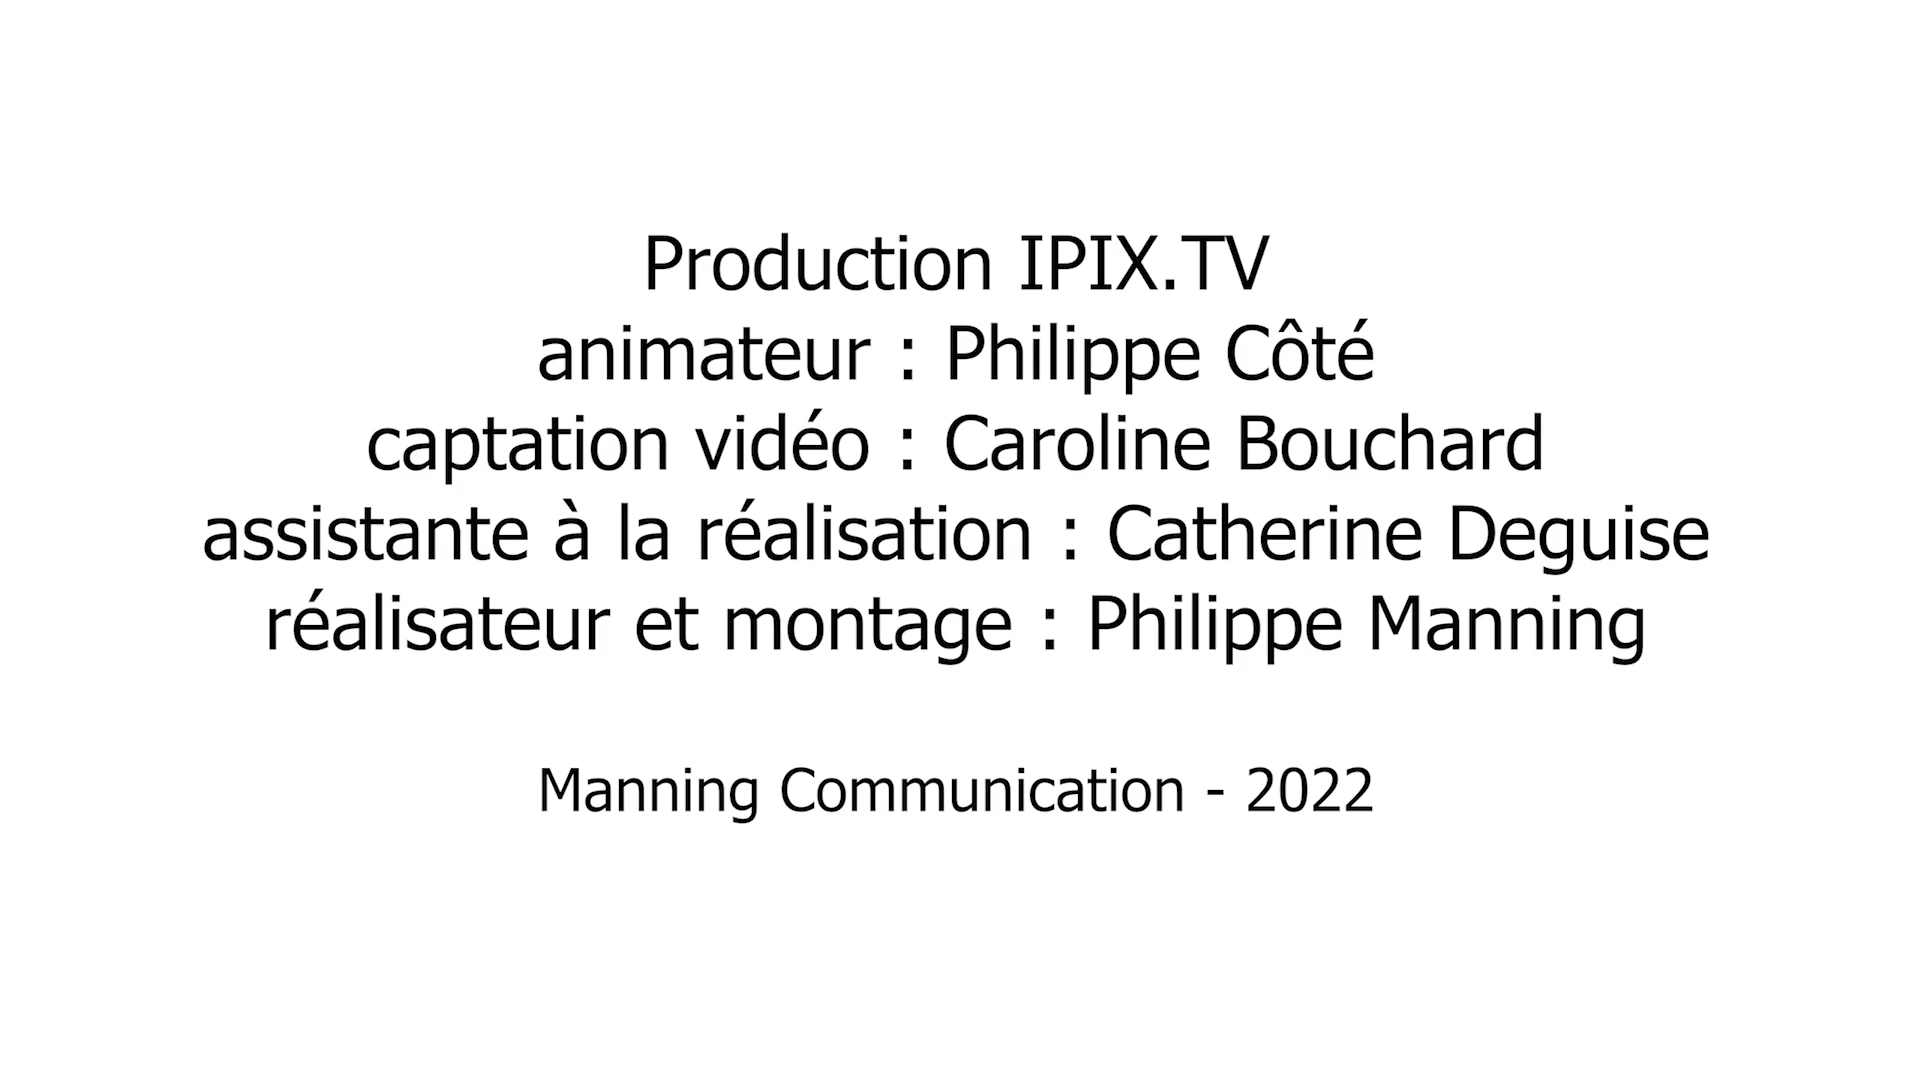 Production IPIX.TV
animateur : Philippe Côté
captation vidéo : Caroline Bouchard
assistante à la réalisation : Catherine Deguise
réalisateur et montage : Philippe Manning
Manning Communication - 2022